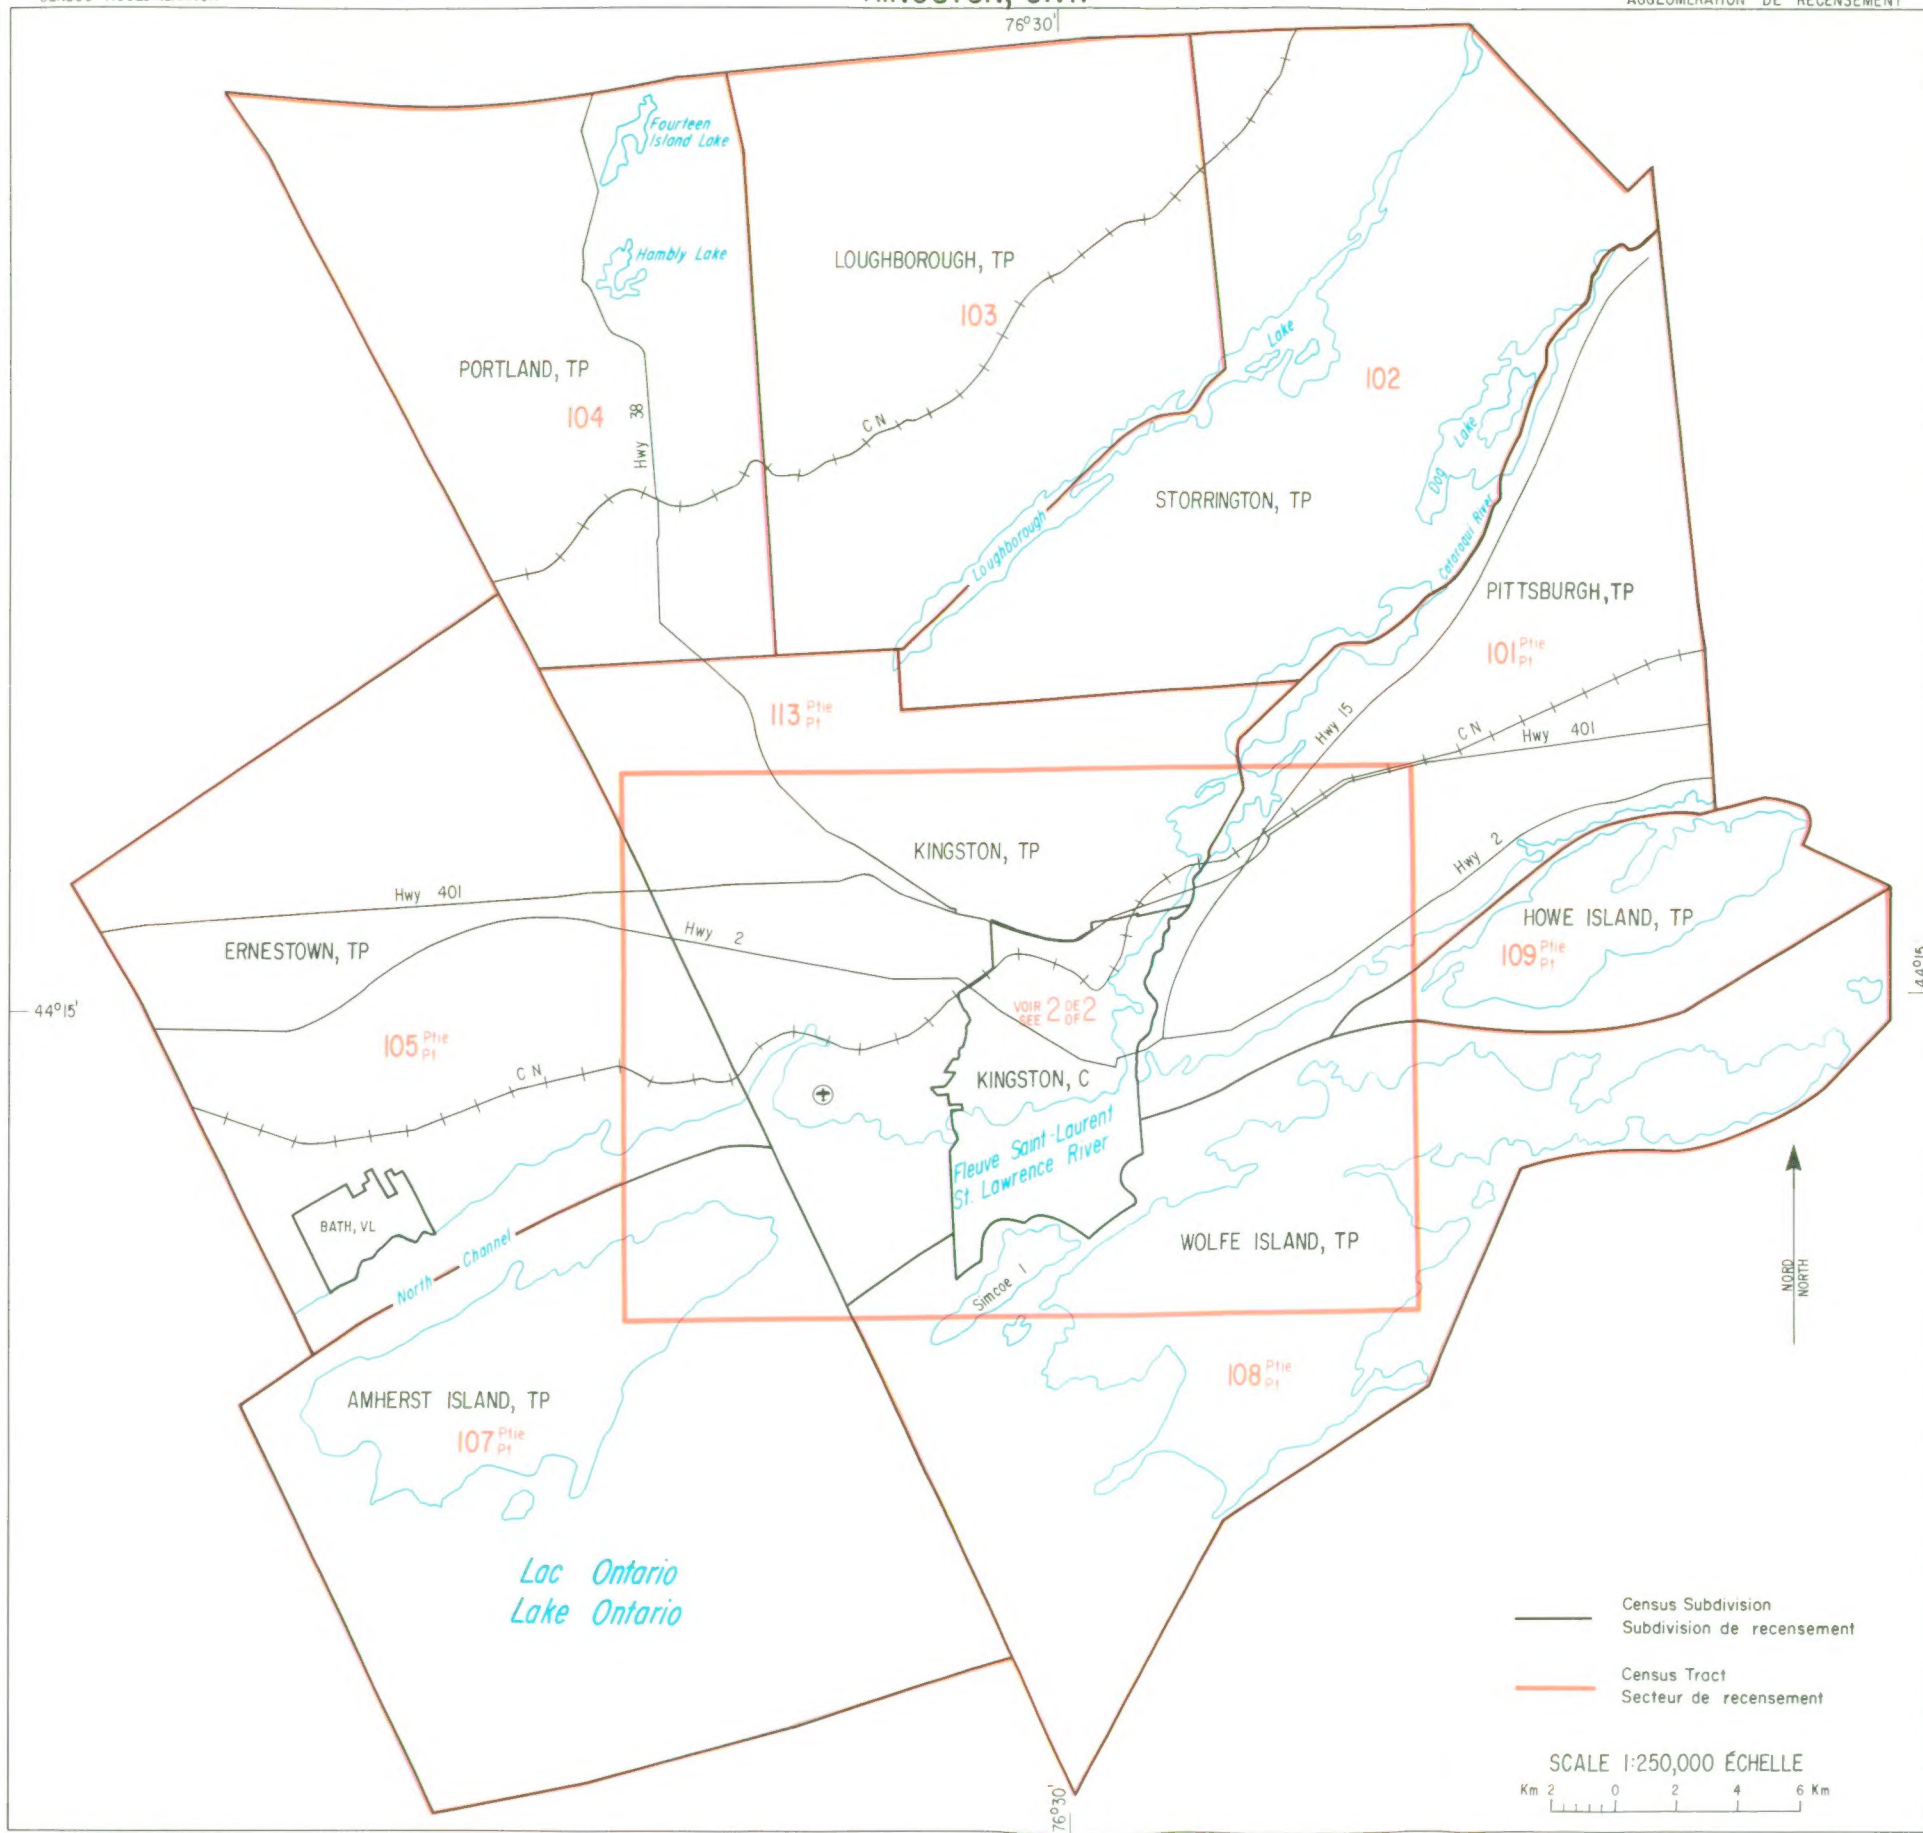 76°30'
Fourteen
Island Lake
Hambly Lake
LOUGHBOROUGH, TP
103
PORTLAND, TP
104
Hwy 38
CN
Lake
102
Dog Lake
STORRINGTON, TP
Loughborough
Cataraqui River
PITTSBURGH, TP
101 Ptie
Pt
113 Ptie
Pt
Hwy 15
CN
Hwy 401
KINGSTON, TP
Hwy 2
Hwy 401
HOWE ISLAND, TP
109 Ptie
Pt
ERNESTOWN, TP
Hwy 2
44°15'
44°15'
VOIR 2 DE 2
SEE OF
105 Ptie
Pt
CN
KINGSTON, C
Fleuve Saint-Laurent
St. Lawrence River
BATH, VL
North Channel
WOLFE ISLAND, TP
Simcoe I
NORD
NORTH
108 Ptie
Pt
AMHERST ISLAND, TP
107 Ptie
Pt
Lac Ontario
Lake Ontario
Census Subdivision
Subdivision de recensement
Census Tract
Secteur de recensement
SCALE 1:250,000 ÉCHELLE
Km 2 0 2 4 6 Km
76°30'